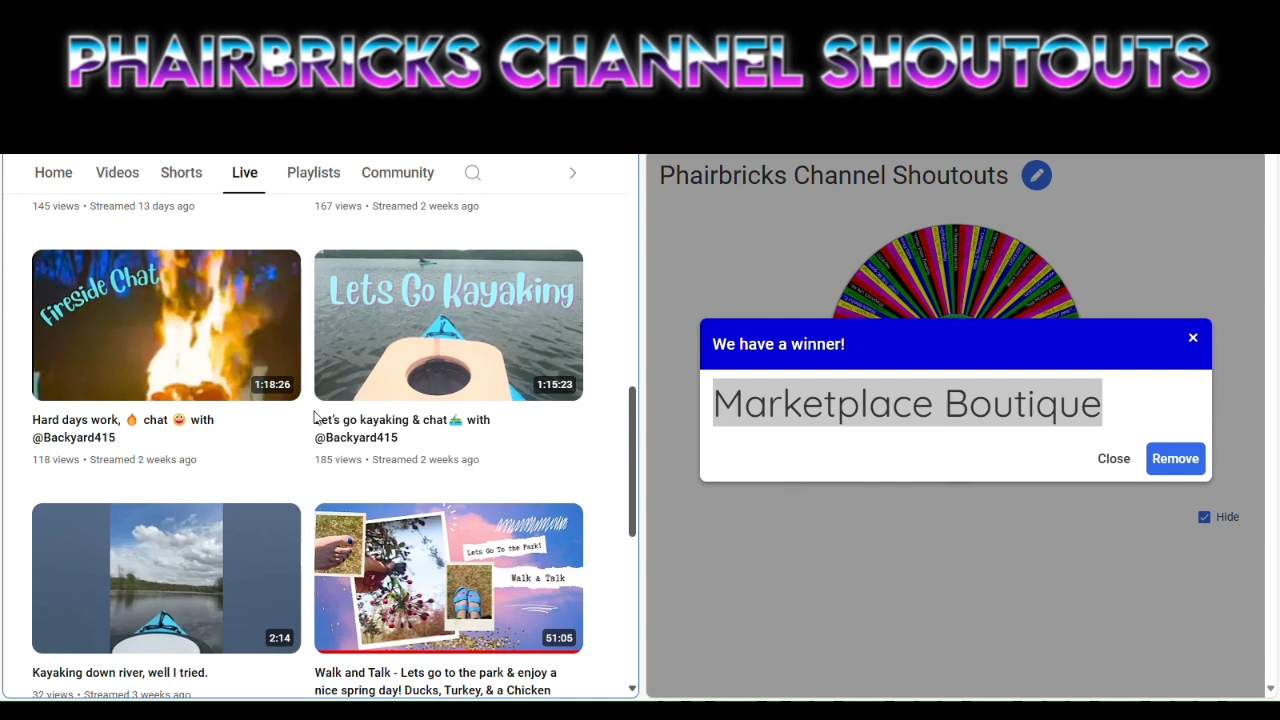 PHAIRBRICKS CHANNEL SHOUTOUTS
Home Videos Shorts Live Playlists Community
145 views • Streamed 13 days ago
167 views • Streamed 2 weeks ago
Fireside Chat
1:18:26
Lets Go Kayaking
1:15:23
Hard days work, 🔥 chat 😀 with
@Backyard415
118 views • Streamed 2 weeks ago
Let's go kayaking & chat🚣 with
@Backyard415
185 views • Streamed 2 weeks ago
2:14
Lets Go To the Park!
Walk & Talk
51:05
Kayaking down river, well I tried.
32 views • Streamed 3 weeks ago
Walk and Talk - Lets go to the park & enjoy a
nice spring day! Ducks, Turkey, & a Chicken
Phairbricks Channel Shoutouts
We have a winner!
×
Marketplace Boutique
Close Remove
Hide